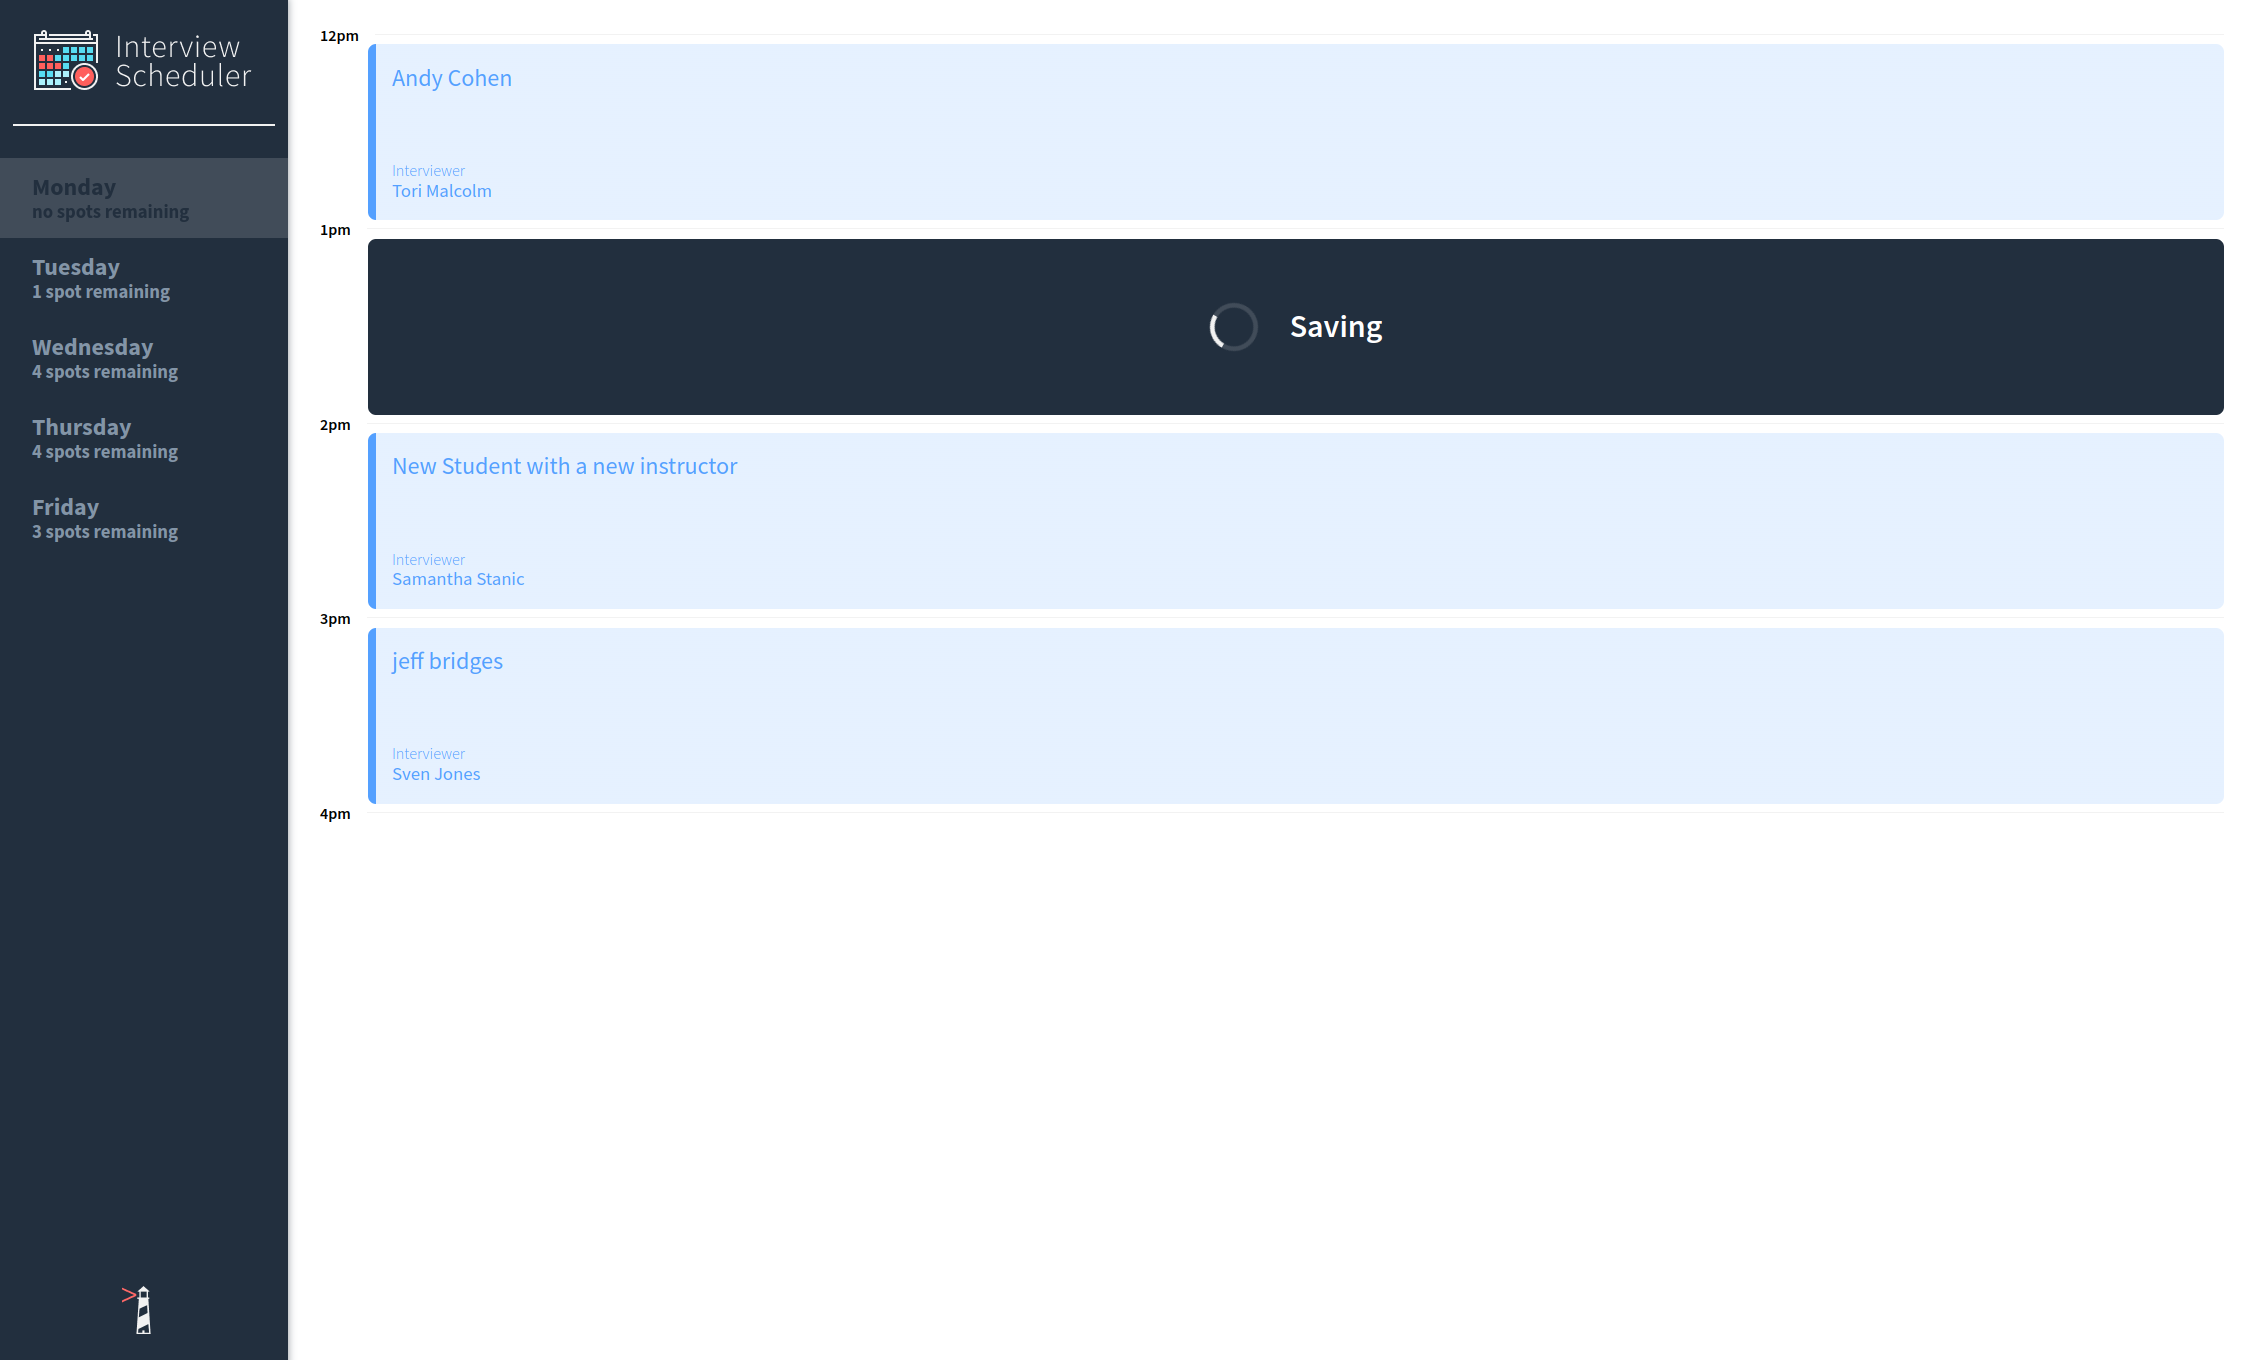 Interview
Scheduler
Monday
no spots remaining
Tuesday
1 spot remaining
Wednesday
4 spots remaining
Thursday
4 spots remaining
Friday
3 spots remaining
12pm
Andy Cohen
Interviewer
Tori Malcolm
1pm
Saving
2pm
New Student with a new instructor
Interviewer
Samantha Stanic
3pm
jeff bridges
Interviewer
Sven Jones
4pm